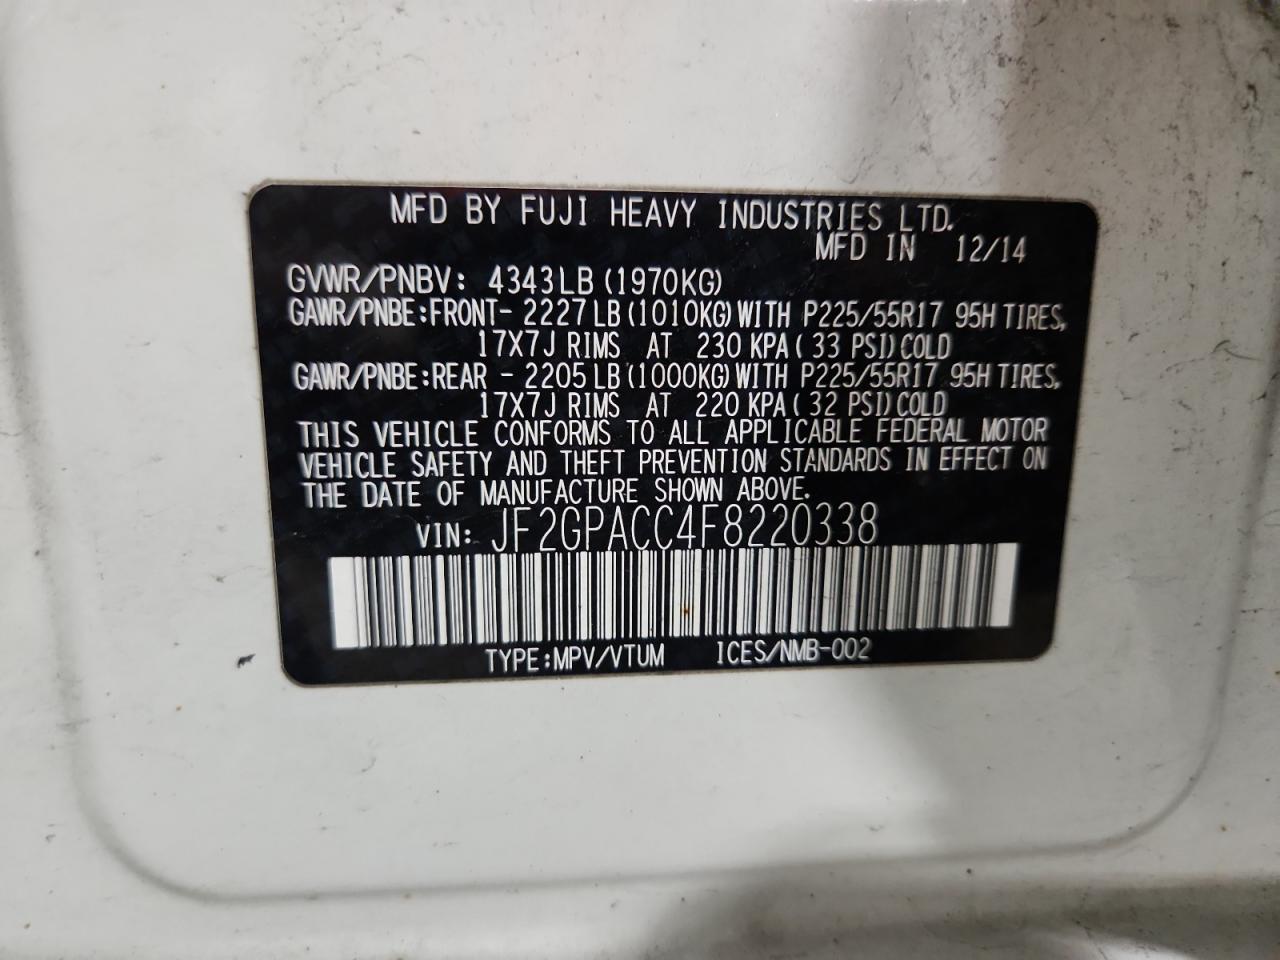 MFD BY FUJI HEAVY INDUSTRIES LTD.
MFD IN 12/14
GVWR/PNBV: 4343LB (1970KG)
GAWR/PNBE:FRONT- 2227 LB (1010KG) WITH P225/55R17 95H TIRES,
17X7J RIMS AT 230 KPA ( 33 PSI) COLD
GAWR/PNBE:REAR - 2205 LB (1000KG) WITH P225/55R17 95H TIRES,
17X7J RIMS AT 220 KPA ( 32 PSI) COLD
THIS VEHICLE CONFORMS TO ALL APPLICABLE FEDERAL MOTOR
VEHICLE SAFETY AND THEFT PREVENTION STANDARDS IN EFFECT ON
THE DATE OF MANUFACTURE SHOWN ABOVE.
VIN: JF2GPACC4F8220338
TYPE:MPV/VTUM ICES/NMB-002